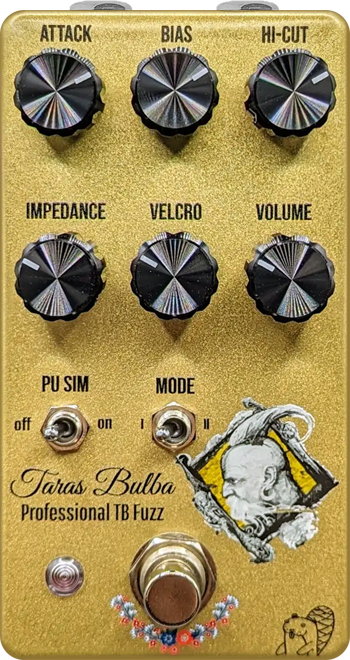 ATTACK BIAS HI-CUT
IMPEDANCE VELCRO VOLUME
PU SIM MODE
off on I II
Taras Bulba
Professional TB Fuzz